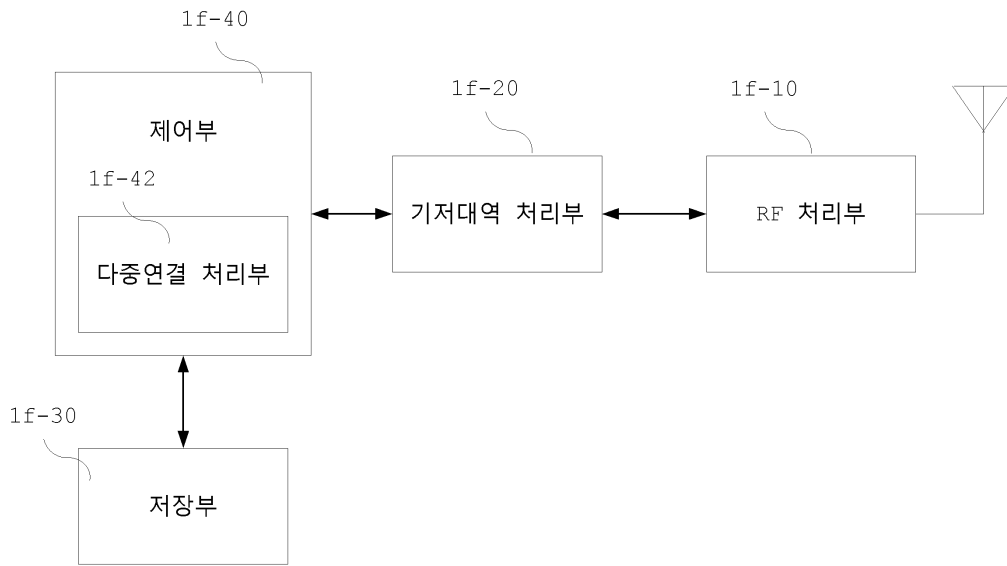 1f-40
1f-20
1f-10
제어부
1f-42
기저대역 처리부
RF 처리부
다중연결 처리부
1f-30
저장부